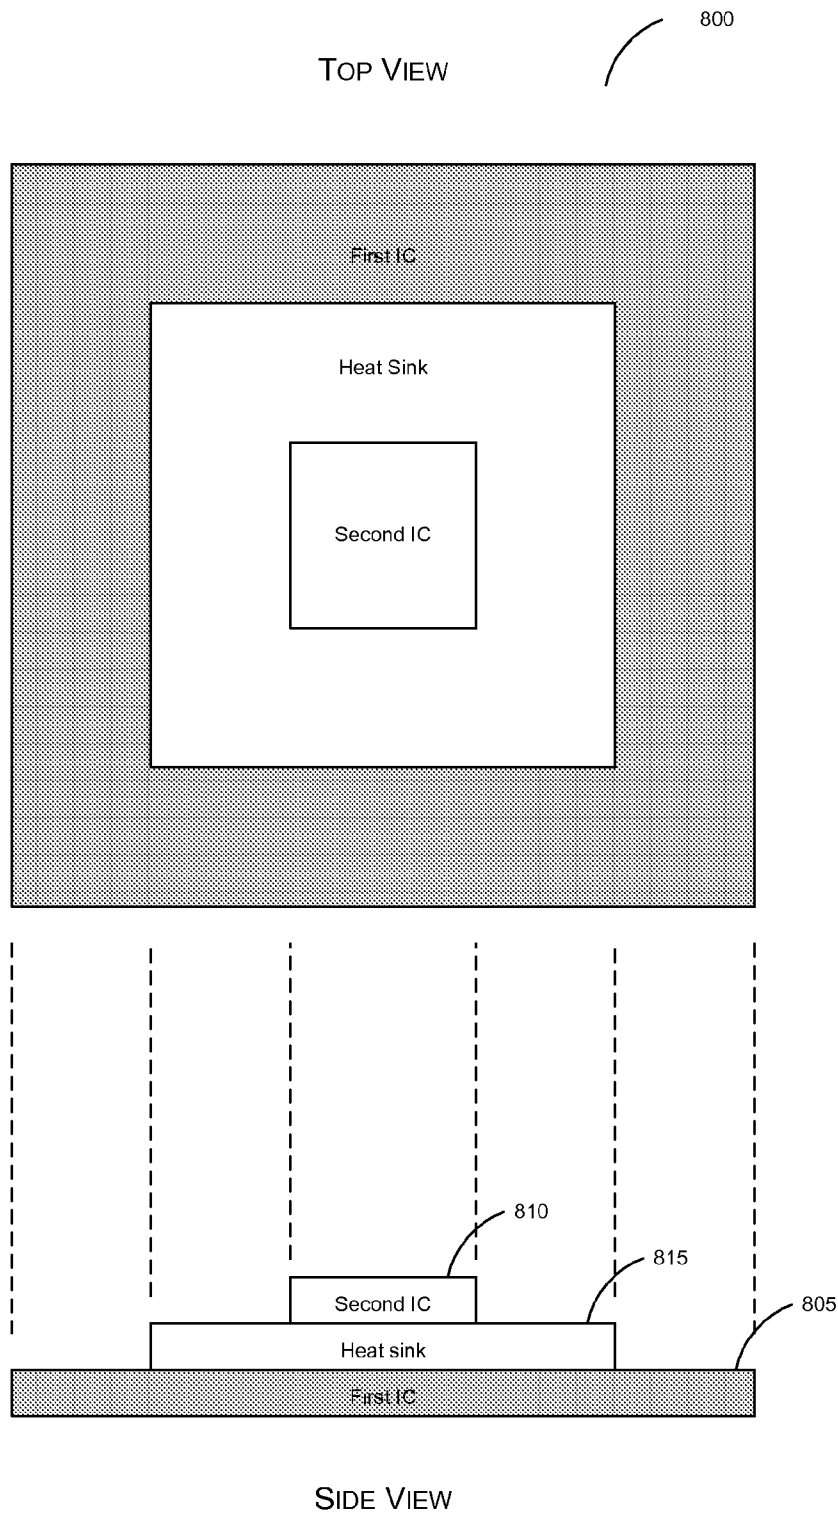 800
TOP VIEW
First IC
Heat Sink
Second IC
810
815
805
Second IC
Heat sink
First IC
SIDE VIEW